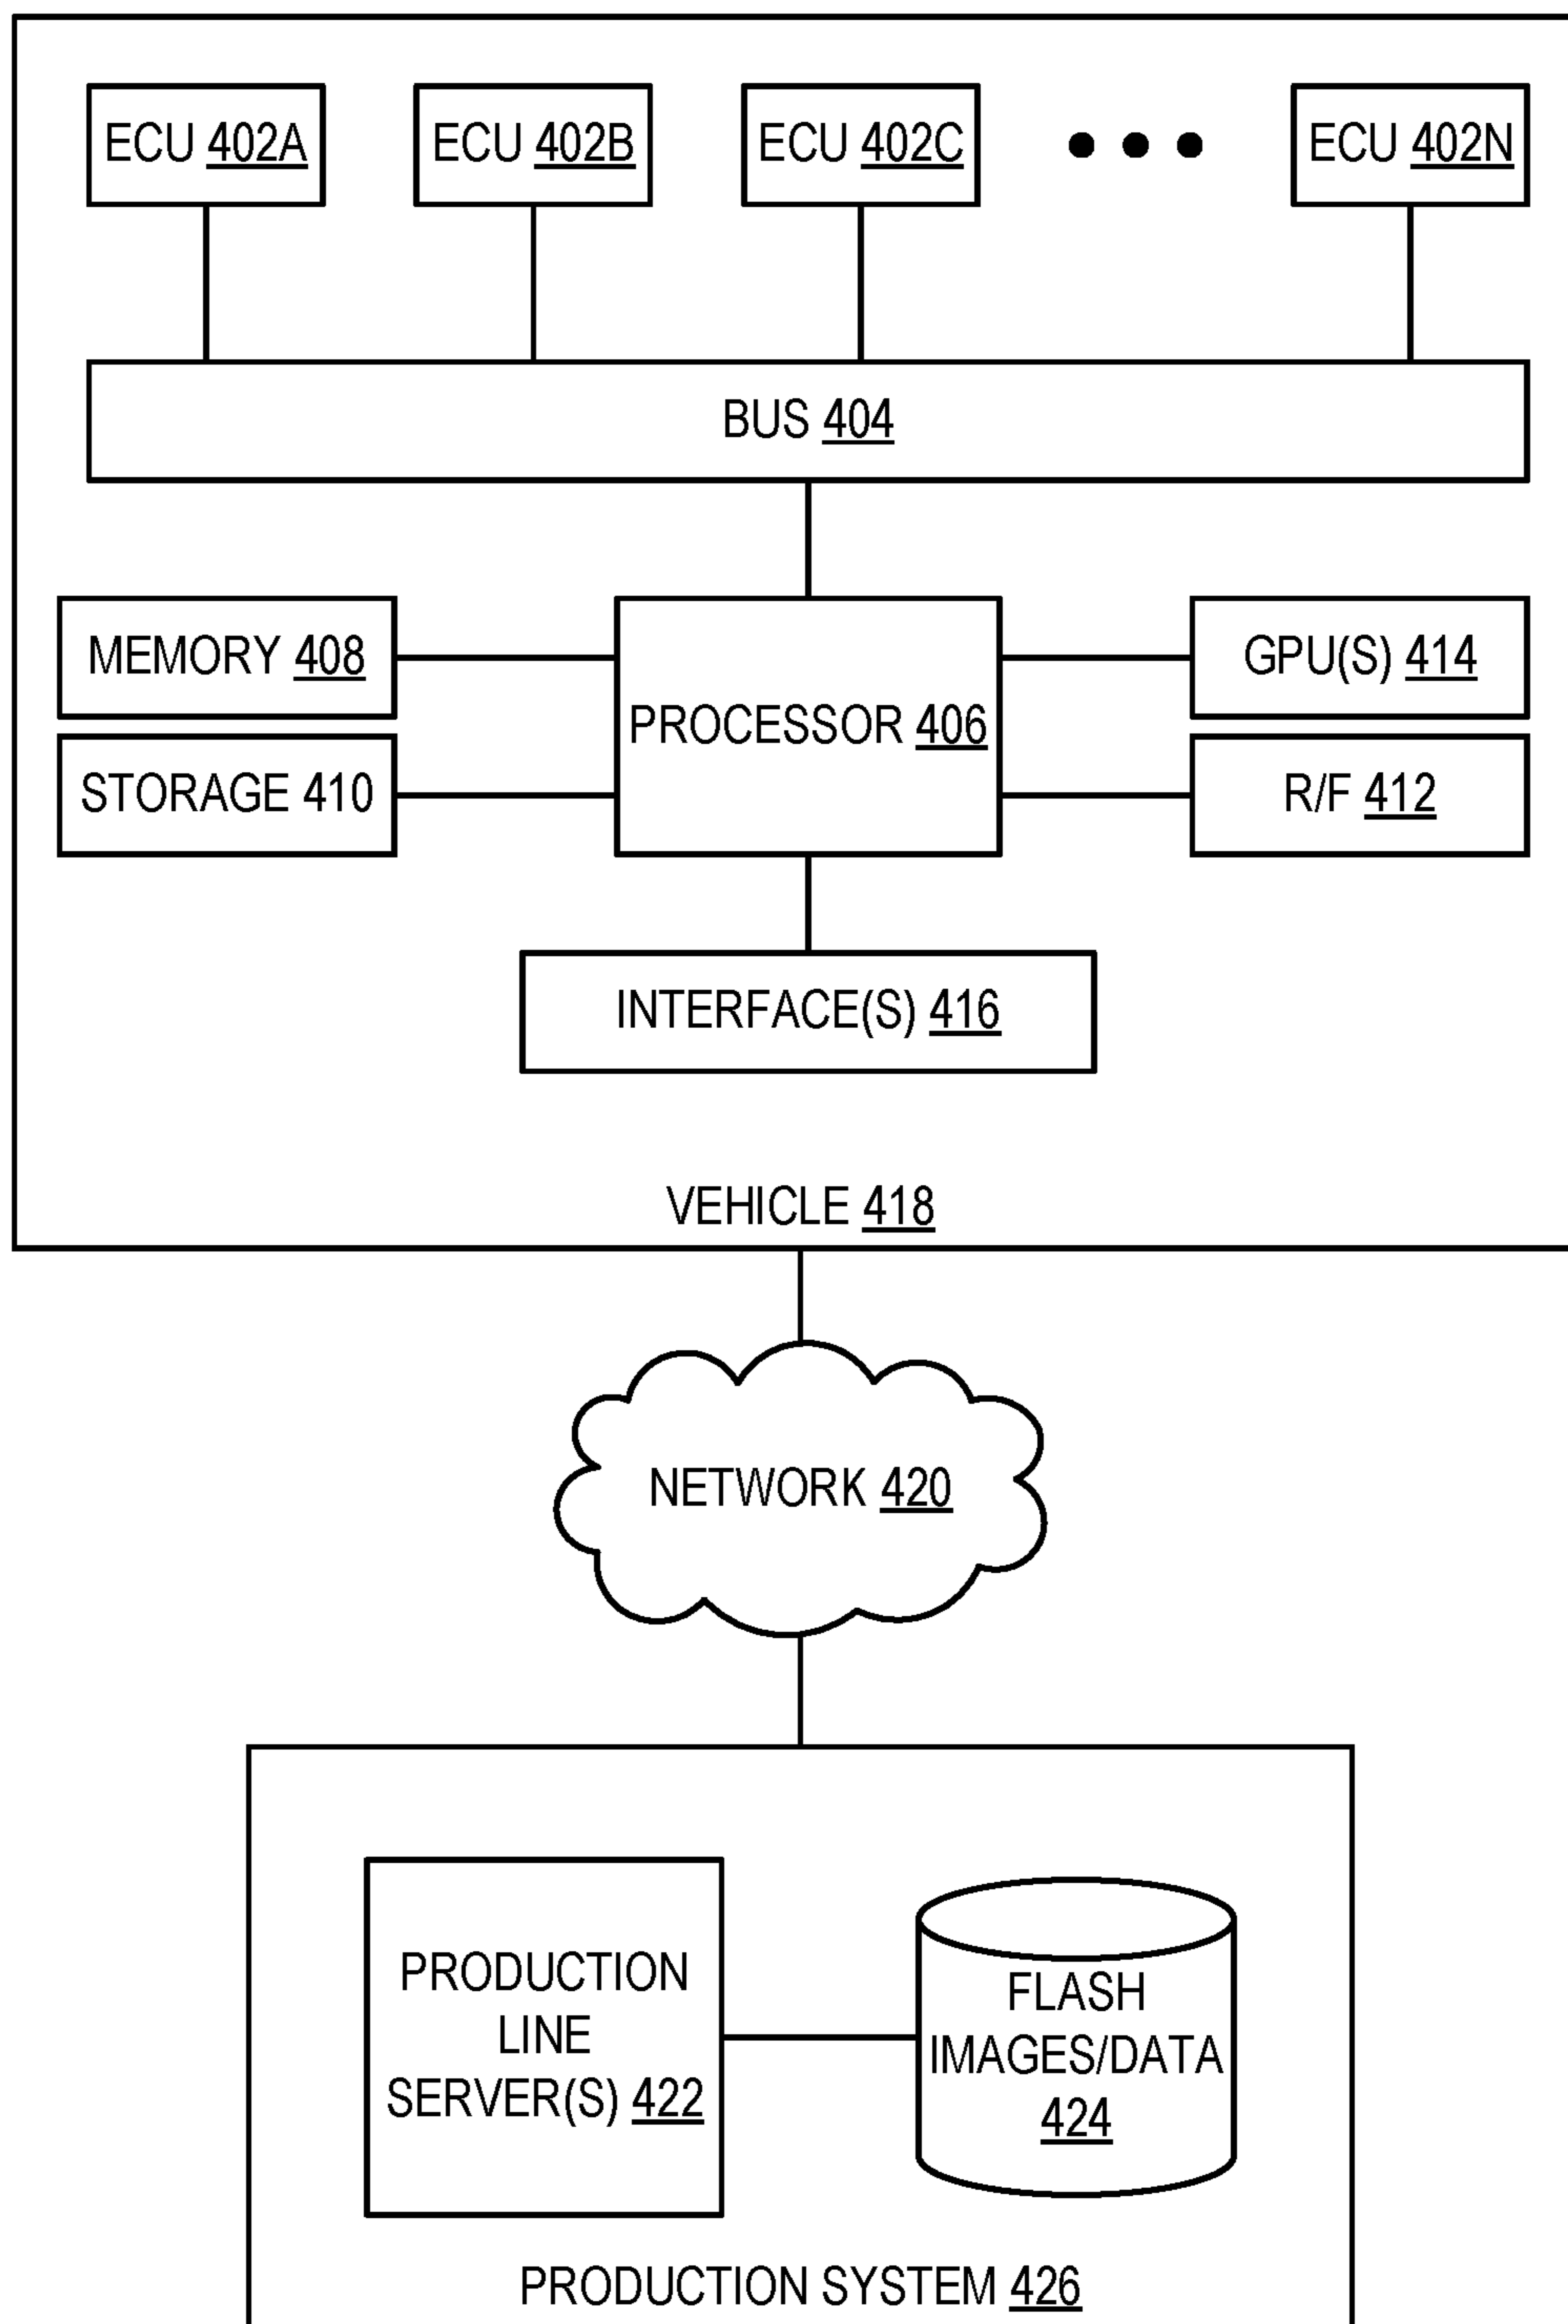 ECU 402A
ECU 402B
ECU 402C
ECU 402N
BUS 404
MEMORY 408
GPU(S) 414
PROCESSOR 406
STORAGE 410
R/F 412
INTERFACE(S) 416
VEHICLE 418
NETWORK 420
PRODUCTION
LINE
SERVER(S) 422
FLASH
IMAGES/DATA
424
PRODUCTION SYSTEM 426